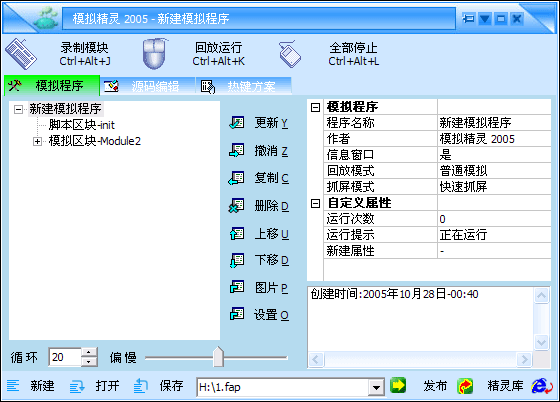 模拟精灵 2005 - 新建模拟程序
录制模块 回放运行 全部停止
Ctrl+Alt+J Ctrl+Alt+K Ctrl+Alt+L
模拟程序 源码编辑 热键方案
新建模拟程序
脚本区块-init
模拟区块-Module2
更新 Y
撤消 Z
复制 C
删除 D
上移 U
下移 D
图片 P
设置 O
模拟程序
程序名称 新建模拟程序
作者 模拟精灵 2005
信息窗口 是
回放模式 普通模拟
抓屏模式 快速抓屏
自定义属性
运行次数 0
运行提示 正在运行
新建属性 -
创建时间:2005年10月28日-00:40
循环 20 偏慢
新建 打开 保存 H:\1.fap 发布 精灵库